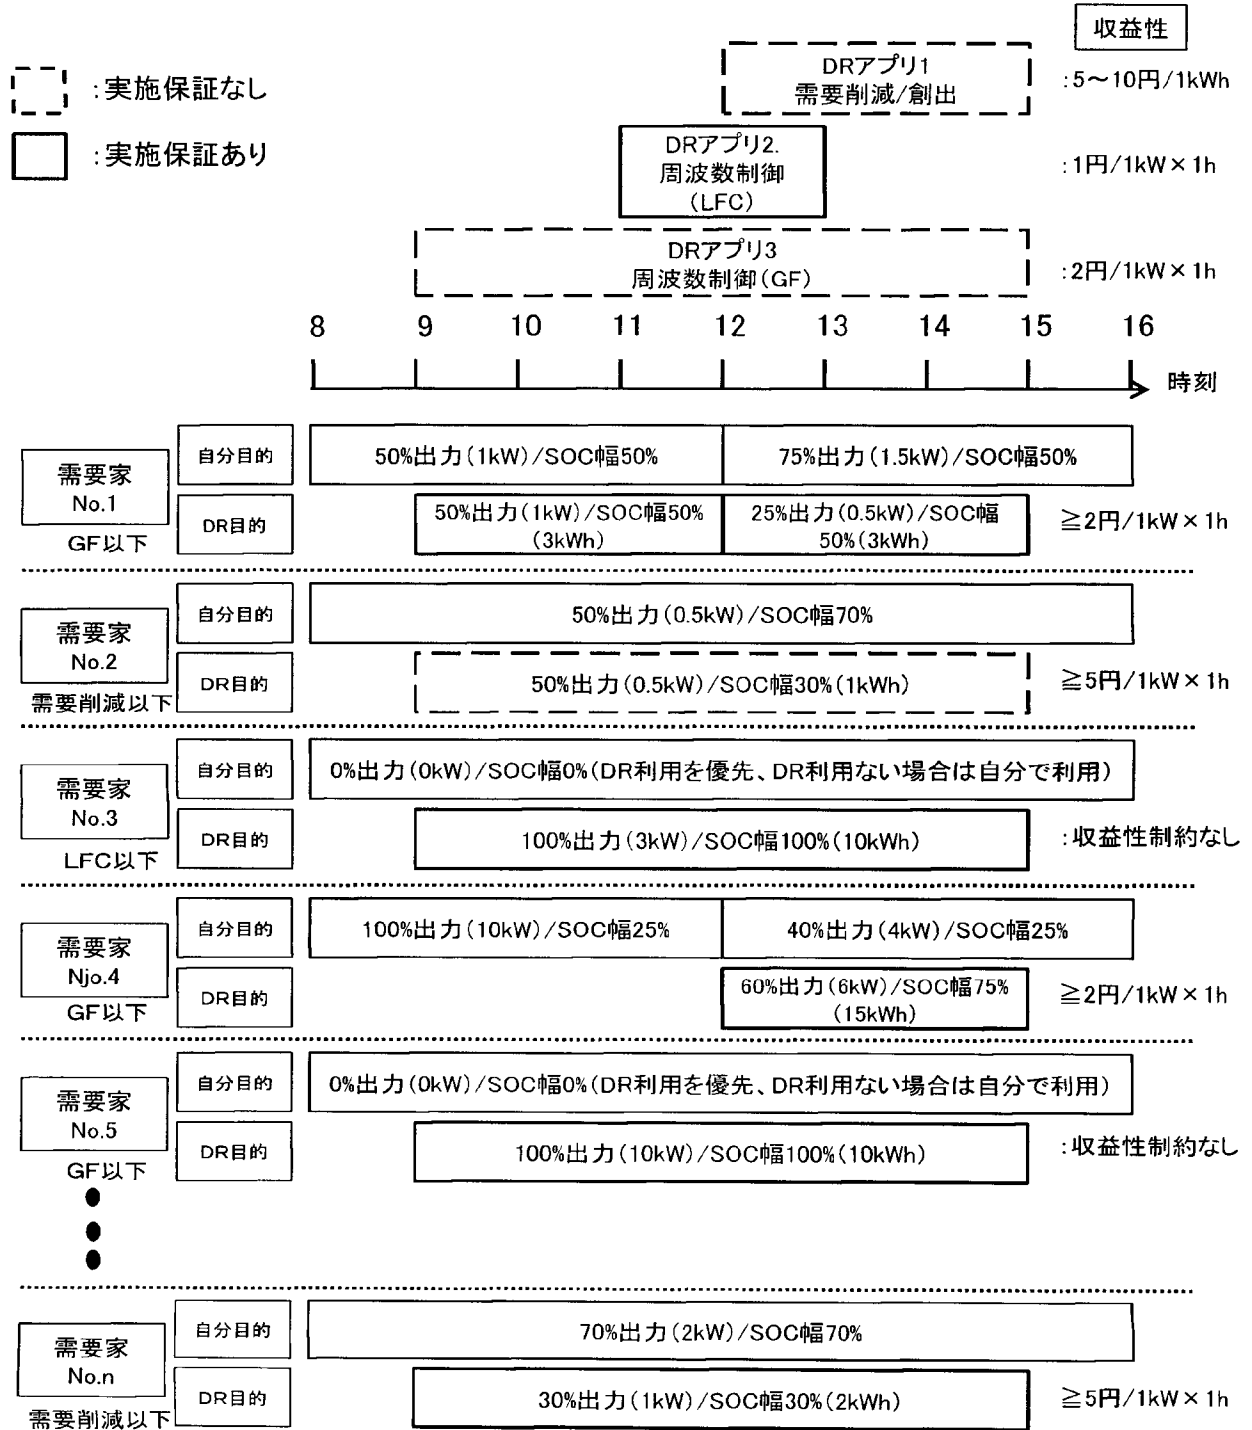 収益性
:実施保証なし
:実施保証あり
DRアプリ1
需要削減/創出
:5〜10円/1kWh
DRアプリ2.
周波数制御
(LFC)
:1円/1kW×1h
DRアプリ3
周波数制御(GF)
:2円/1kW×1h
8 9 10 11 12 13 14 15 16
時刻
需要家
No.1
GF以下
自分目的
50%出力(1kW)/SOC幅50%
75%出力(1.5kW)/SOC幅50%
DR目的
50%出力(1kW)/SOC幅50%
(3kWh)
25%出力(0.5kW)/SOC幅
50%(3kWh)
≧2円/1kW×1h
需要家
No.2
需要削減以下
自分目的
50%出力(0.5kW)/SOC幅70%
DR目的
50%出力(0.5kW)/SOC幅30%(1kWh)
≧5円/1kW×1h
需要家
No.3
LFC以下
自分目的
0%出力(0kW)/SOC幅0%(DR利用を優先、DR利用ない場合は自分で利用)
DR目的
100%出力(3kW)/SOC幅100%(10kWh)
:収益性制約なし
需要家
Njo.4
GF以下
自分目的
100%出力(10kW)/SOC幅25%
40%出力(4kW)/SOC幅25%
DR目的
60%出力(6kW)/SOC幅75%
(15kWh)
≧2円/1kW×1h
需要家
No.5
GF以下
自分目的
0%出力(0kW)/SOC幅0%(DR利用を優先、DR利用ない場合は自分で利用)
DR目的
100%出力(10kW)/SOC幅100%(10kWh)
:収益性制約なし
需要家
No.n
需要削減以下
自分目的
70%出力(2kW)/SOC幅70%
DR目的
30%出力(1kW)/SOC幅30%(2kWh)
≧5円/1kW×1h